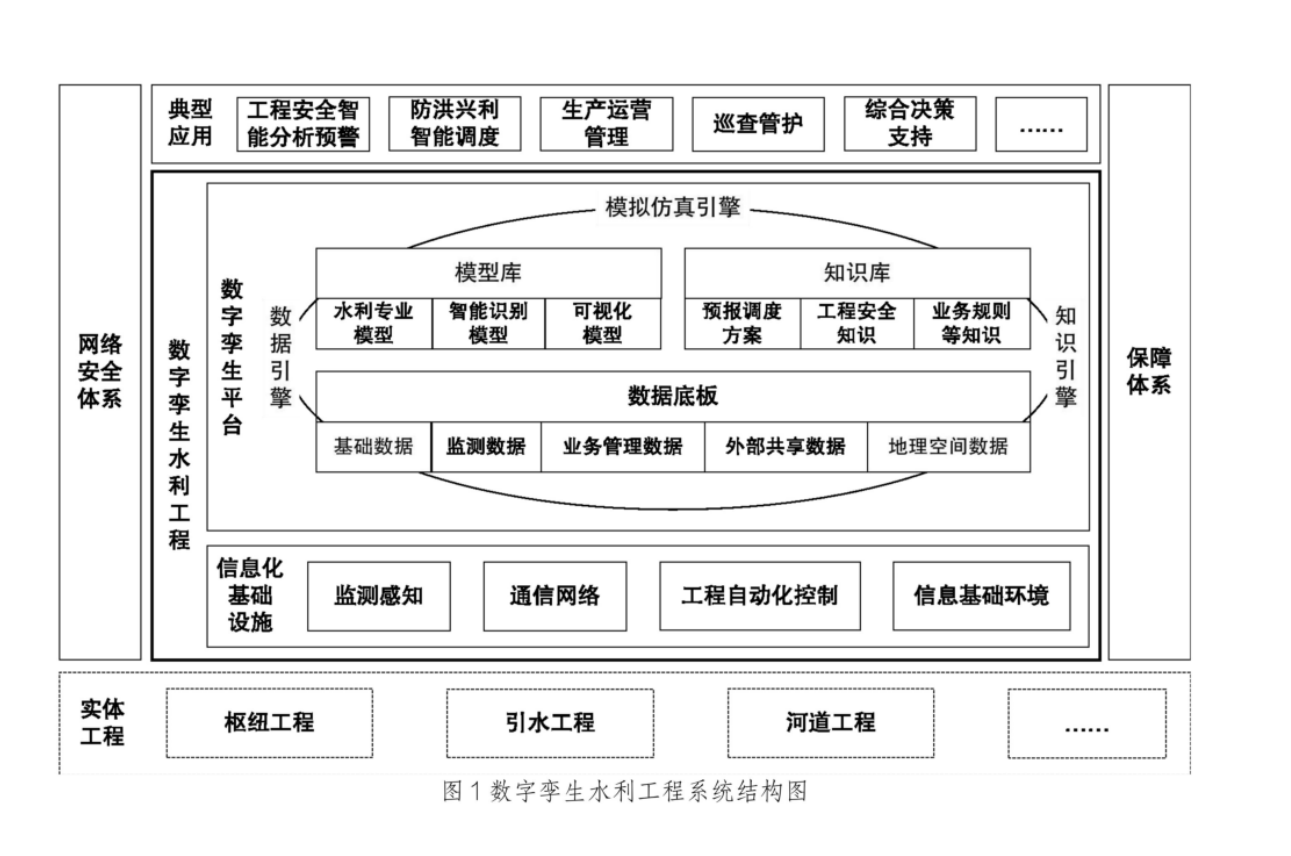 典型
应用
工程安全智
能分析预警
防洪兴利
智能调度
生产运营
管理
巡查管护
综合决策
支持
……
网络
安全
体系
数字孪生水利工程
数字孪生平台
模拟仿真引擎
数据引擎
模型库
水利专业
模型
智能识别
模型
可视化
模型
知识库
预报调度
方案
工程安全
知识
业务规则
等知识
知识引擎
数据底板
基础数据
监测数据
业务管理数据
外部共享数据
地理空间数据
信息化
基础
设施
监测感知
通信网络
工程自动化控制
信息基础环境
保障
体系
实体
工程
枢纽工程
引水工程
河道工程
……
图1数字孪生水利工程系统结构图